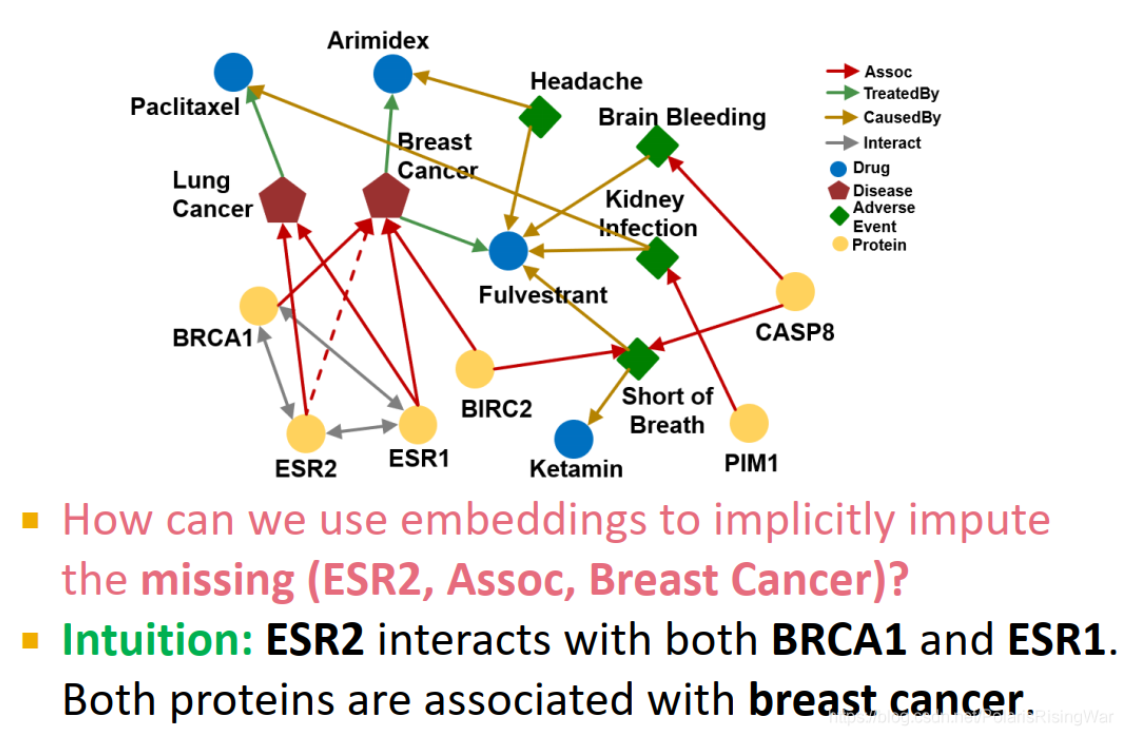 Arimidex
Paclitaxel
Headache
Brain Bleeding
Breast
Cancer
Lung
Cancer
Kidney
Infection
Fulvestrant
BRCA1
CASP8
BIRC2
Short of
Breath
ESR2
ESR1
Ketamin
PIM1
Assoc
TreatedBy
CausedBy
Interact
Drug
Disease
Adverse
Event
Protein
How can we use embeddings to implicitly impute
the missing (ESR2, Assoc, Breast Cancer)?
Intuition: ESR2 interacts with both BRCA1 and ESR1.
Both proteins are associated with breast cancer.
https://blog.csdn.net/PolarisRisingWar